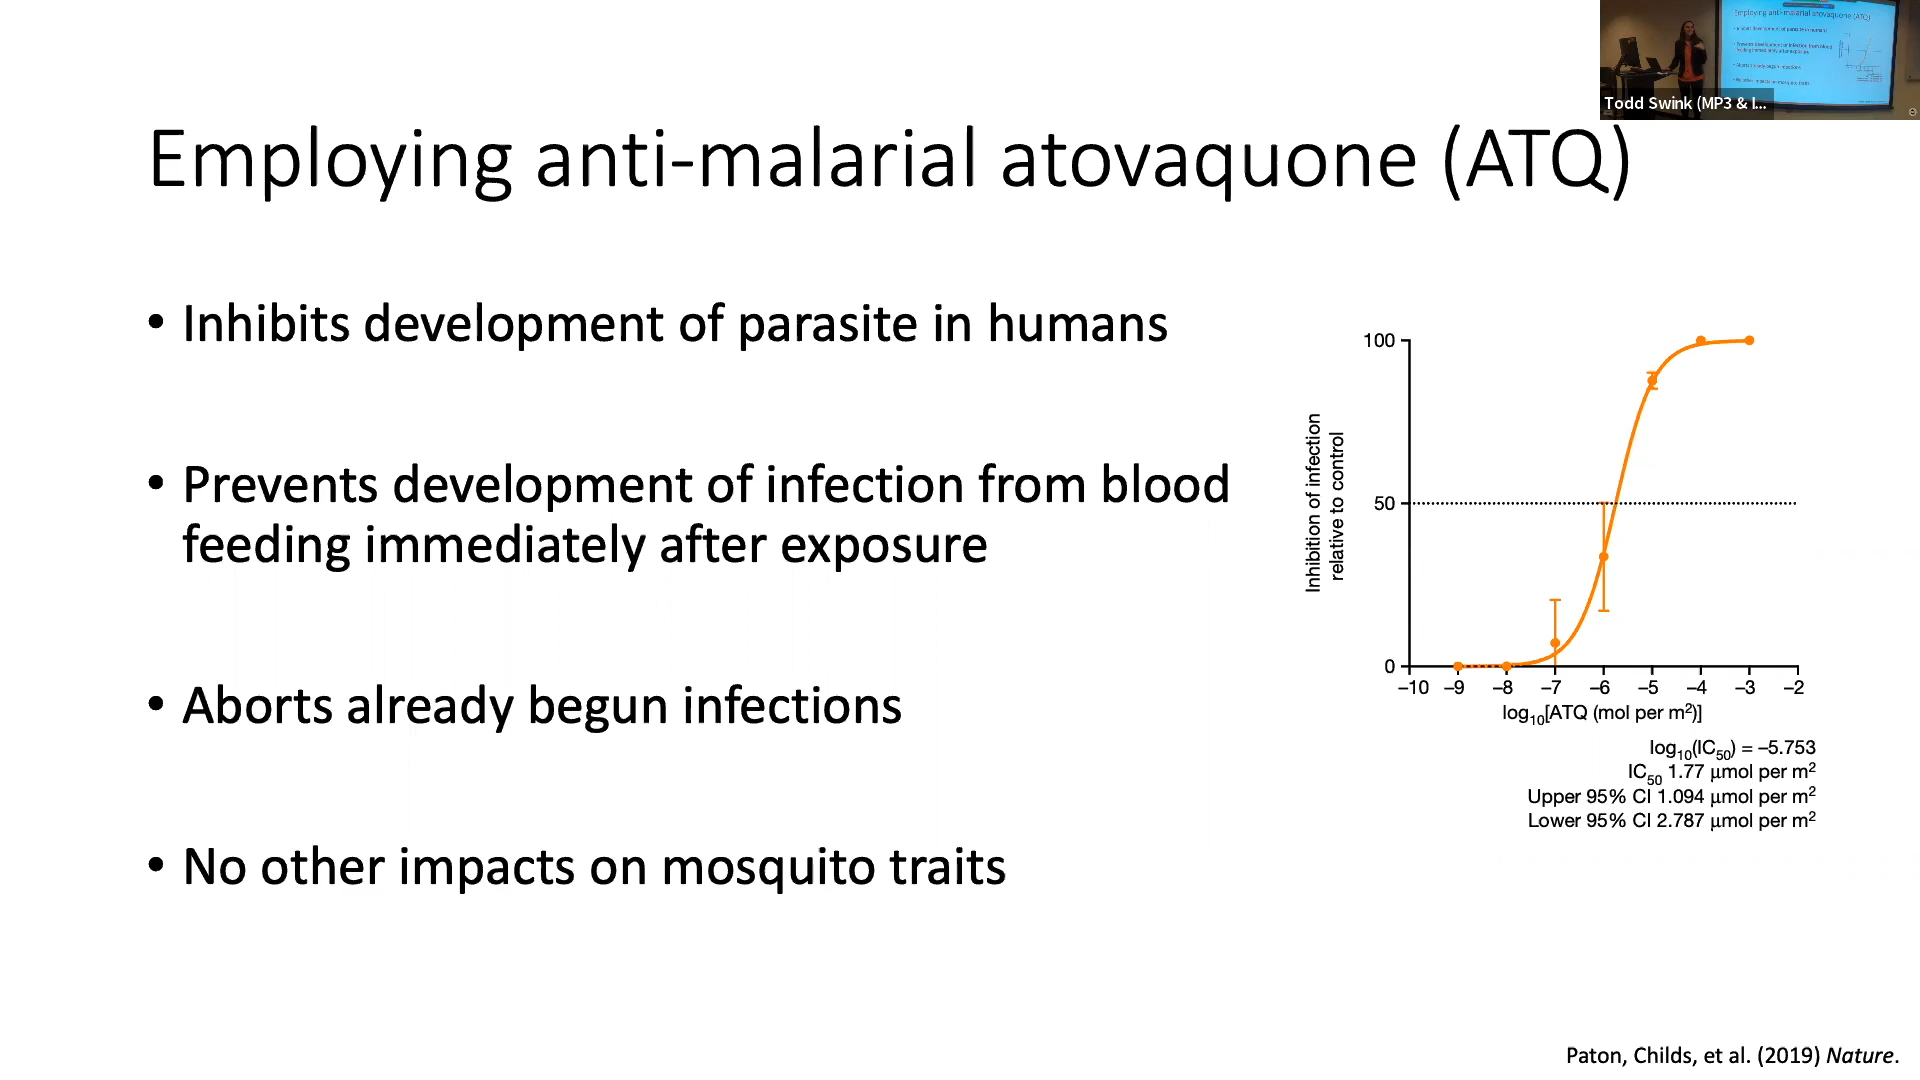 Todd Swink (MP3 & I...
Employing anti-malarial atovaquone (ATQ)
• Inhibits development of parasite in humans
• Prevents development of infection from blood
feeding immediately after exposure
• Aborts already begun infections
• No other impacts on mosquito traits
Inhibition of infection
relative to control
100
50
0
–10 –9 –8 –7 –6 –5 –4 –3 –2
log10[ATQ (mol per m²)]
log10(IC50) = –5.753
IC50 1.77 µmol per m²
Upper 95% CI 1.094 µmol per m²
Lower 95% CI 2.787 µmol per m²
Paton, Childs, et al. (2019) Nature.